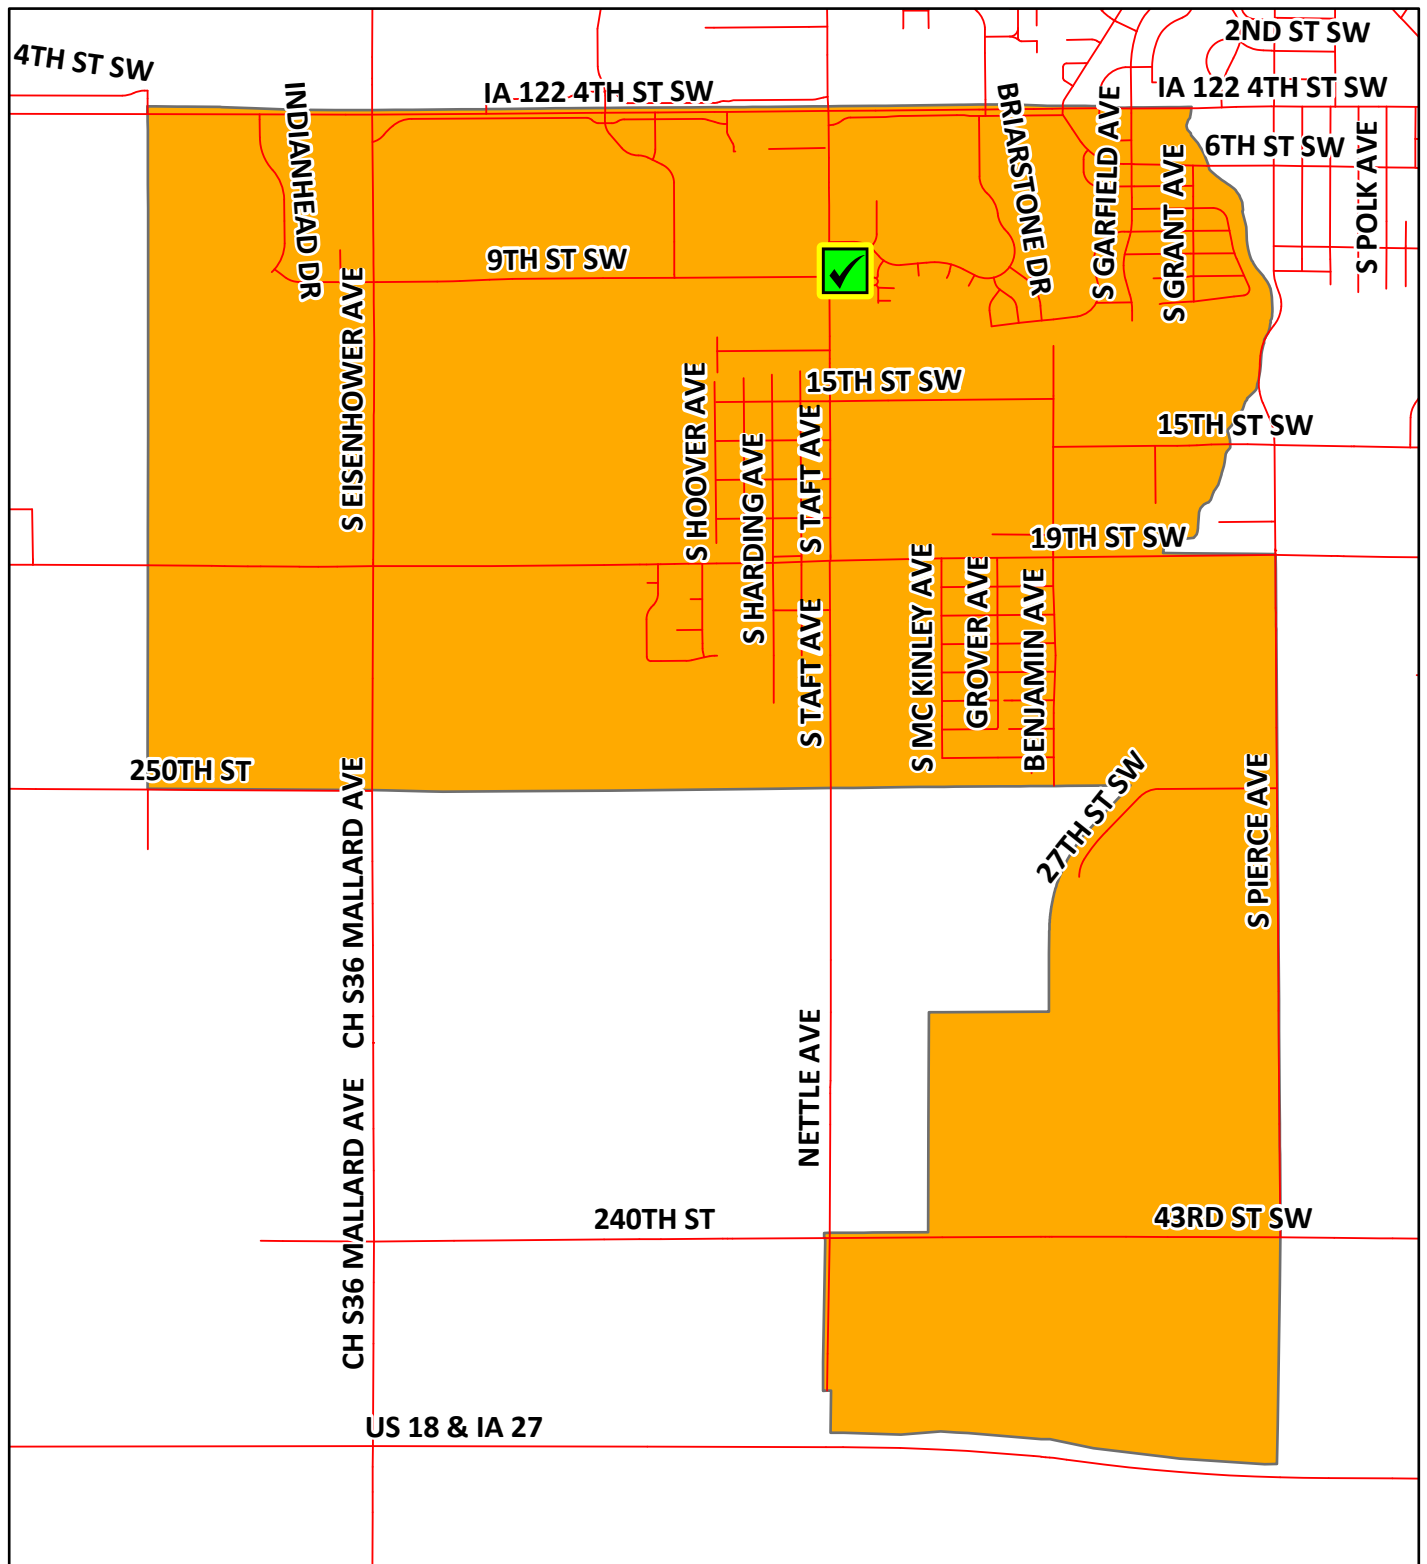 2ND ST SW
4TH ST SW
IA 122 4TH ST SW
IA 122 4TH ST SW
INDIANHEAD DR
BRIARSTONE DR
S GARFIELD AVE
S GRANT AVE
6TH ST SW
S POLK AVE
9TH ST SW
S EISENHOWER AVE
15TH ST SW
15TH ST SW
S HOOVER AVE
S HARDING AVE
S TAFT AVE
19TH ST SW
S TAFT AVE
S MC KINLEY AVE
GROVER AVE
BENJAMIN AVE
250TH ST
27TH ST SW
S PIERCE AVE
CH S36 MALLARD AVE
NETTLE AVE
CH S36 MALLARD AVE
240TH ST
43RD ST SW
US 18 & IA 27